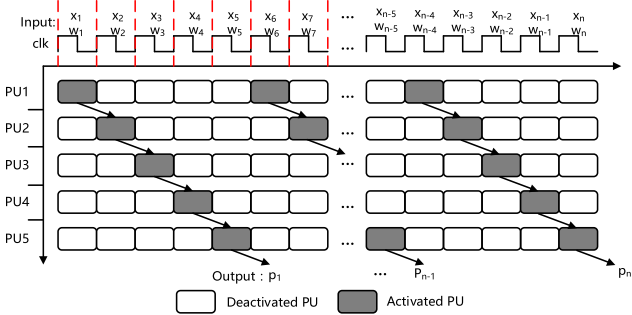 Input: x1 x2 x3 x4 x5 x6 x7 ... xn-5 xn-4 xn-3 xn-2 xn-1 xn
w1 w2 w3 w4 w5 w6 w7 wn-5 wn-4 wn-3 wn-2 wn-1 wn
clk ...
PU1 ...
PU2 ...
PU3 ...
PU4 ...
PU5 ...
Output : p1 ... Pn-1 pn
Deactivated PU Activated PU